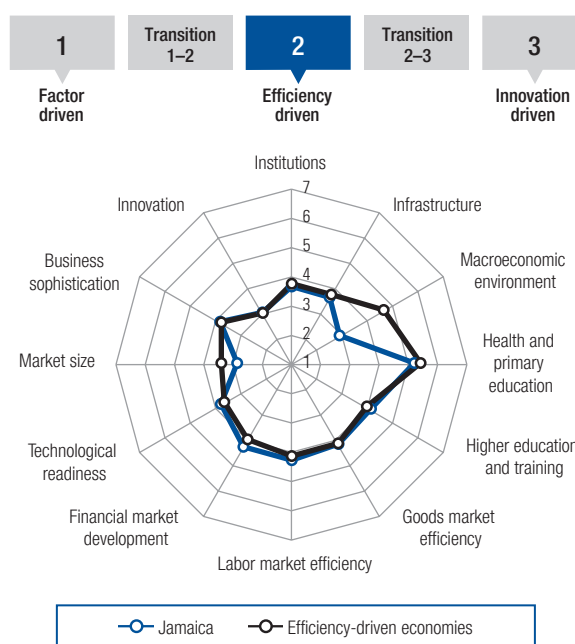 1
Transition
1–2
2
Transition
2–3
3
Factor
driven
Efficiency
driven
Innovation
driven
Institutions
Infrastructure
Macroeconomic
environment
Health and
primary
education
Higher education
and training
Goods market
efficiency
Labor market efficiency
Financial market
development
Technological
readiness
Market size
Business
sophistication
Innovation
7
6
5
4
3
2
1
Jamaica
Efficiency-driven economies